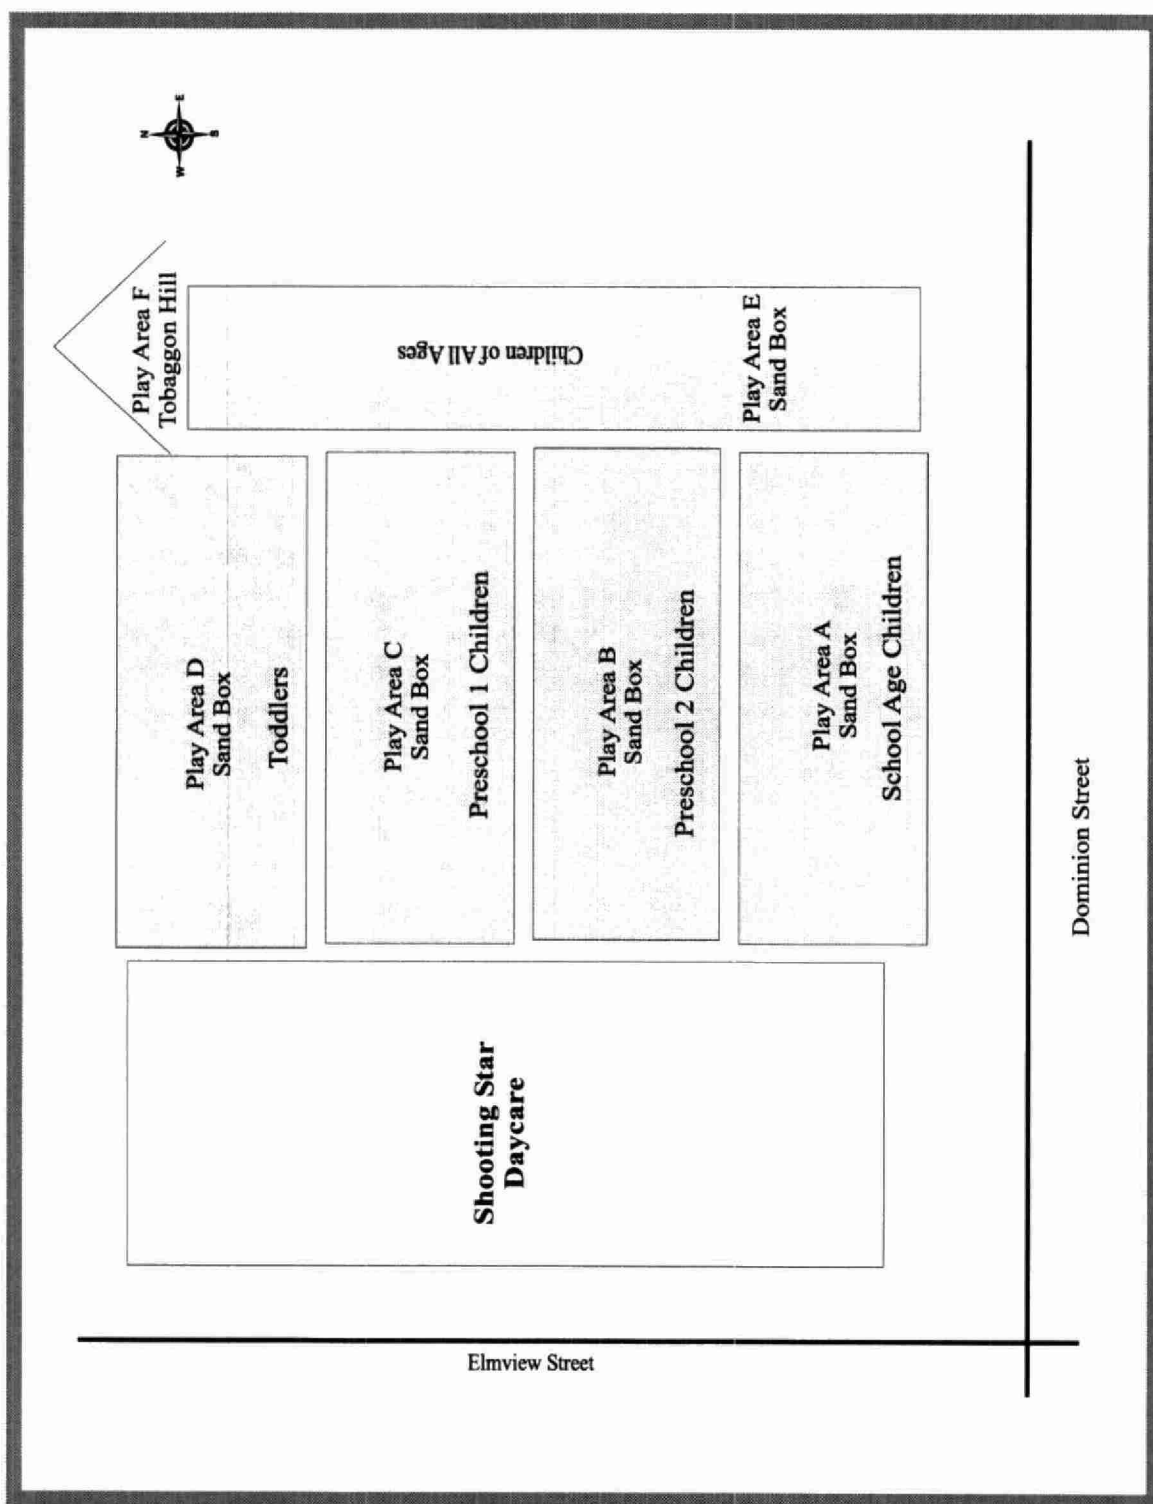 N
E
S
W
Play Area F
Tobaggon Hill
Children of All Ages
Play Area E
Sand Box
Play Area D
Sand Box
Toddlers
Play Area C
Sand Box
Preschool 1 Children
Play Area B
Sand Box
Preschool 2 Children
Play Area A
Sand Box
School Age Children
Shooting Star
Daycare
Elmview Street
Dominion Street